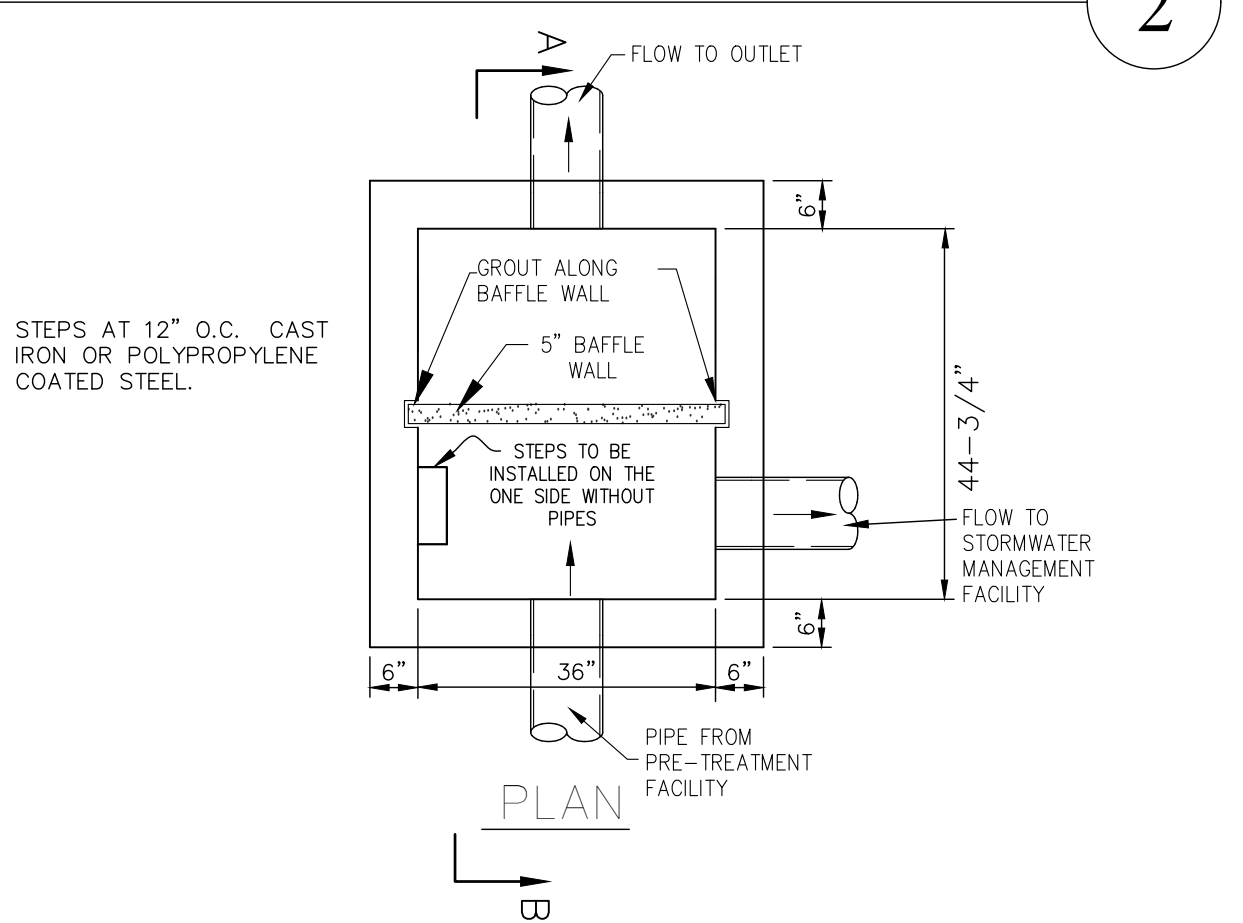 2
A
FLOW TO OUTLET
6"
GROUT ALONG
BAFFLE WALL
5" BAFFLE
WALL
STEPS AT 12" O.C. CAST
IRON OR POLYPROPYLENE
COATED STEEL.
44-3/4"
STEPS TO BE
INSTALLED ON THE
ONE SIDE WITHOUT
PIPES
FLOW TO
STORMWATER
MANAGEMENT
FACILITY
6"
6"
36"
6"
PIPE FROM
PRE-TREATMENT
FACILITY
PLAN
B